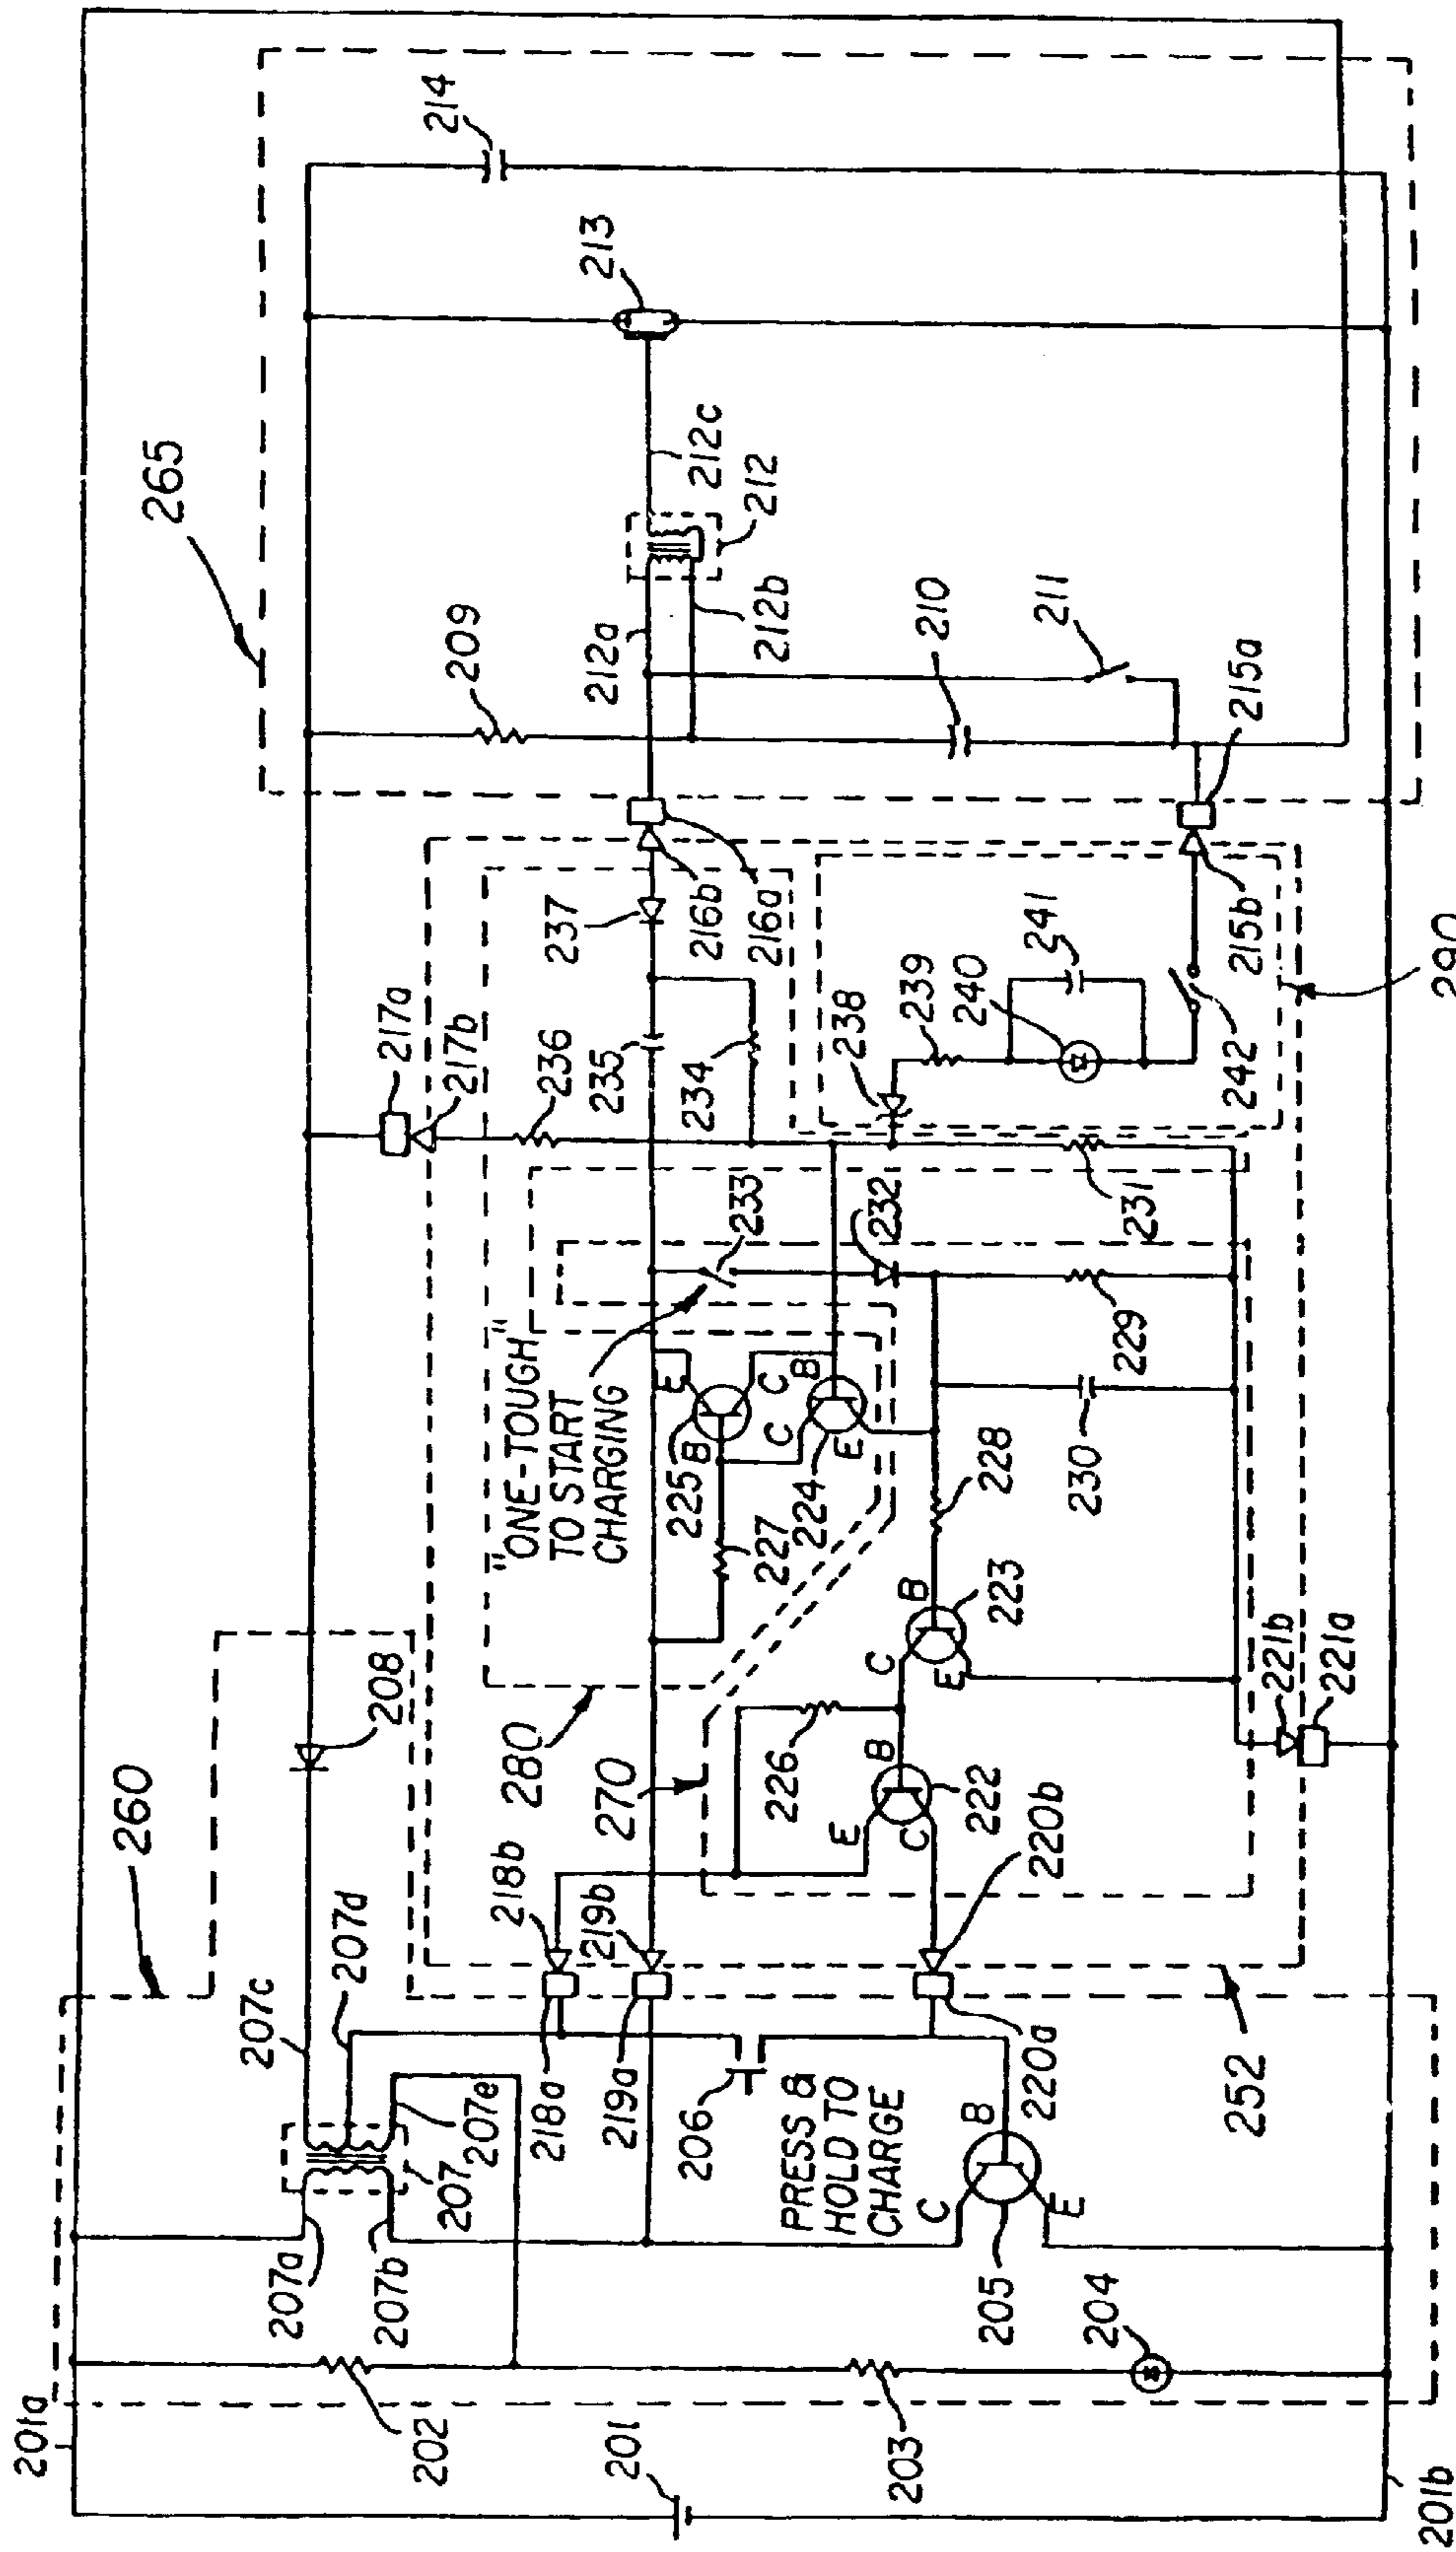 201a
260
265
207c
207a
207d
208
217a
209
214
207b
207
207e
202
218b
280
"ONE-TOUGH"
TO START
CHARGING
217b
236
237
212a
213
201
219b
218a
270
219a
235
225
E
B
C
233
234
216b
216a
212b
212c
212
206
PRESS &
HOLD TO
CHARGE
226
227
C
B
224
E
232
238
239
240
210
203
C
B
205
E
E
B
C
222
C
B
223
E
228
241
211
220a
220b
230
229
231
242
215b
215a
204
252
221b
221a
201b
290